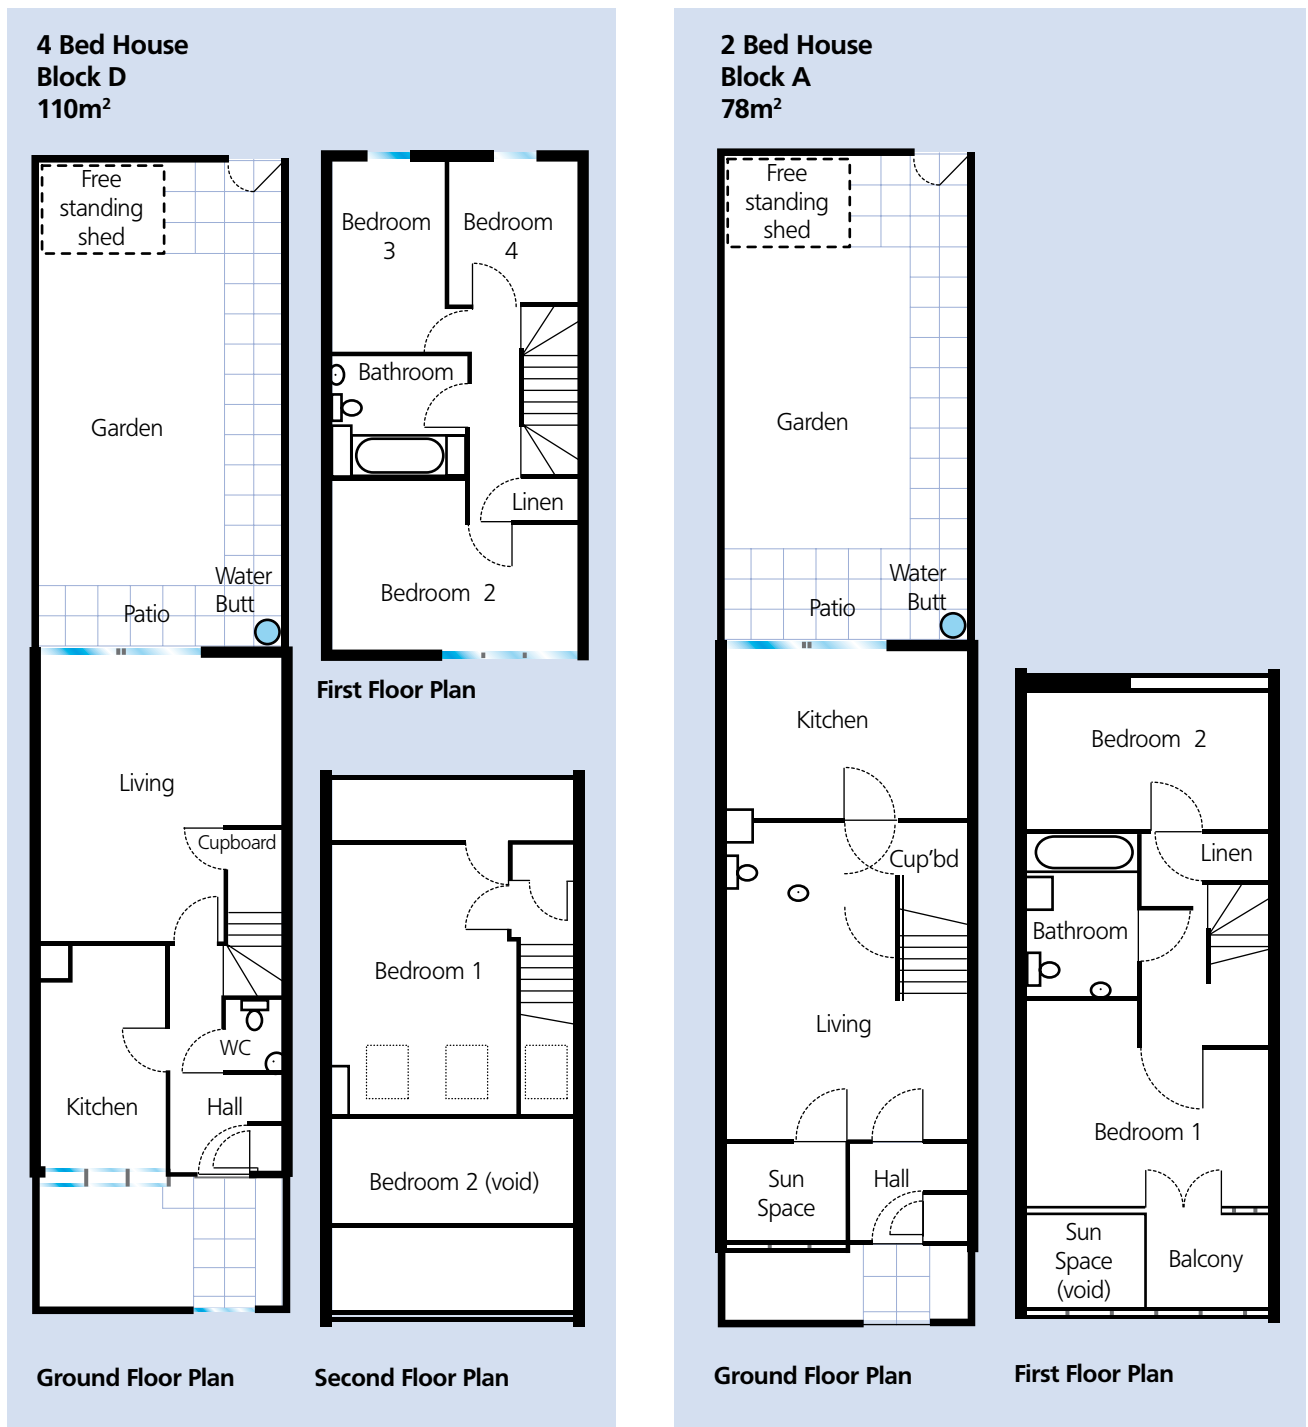 4 Bed House
Block D
110m²
Free
standing
shed
Garden
Water
Butt
Patio
Living
Cupboard
WC
Kitchen
Hall
Ground Floor Plan
Bedroom
3
Bedroom
4
Bathroom
Linen
Bedroom 2
First Floor Plan
Bedroom 1
Bedroom 2 (void)
Second Floor Plan
2 Bed House
Block A
78m²
Free
standing
shed
Garden
Water
Butt
Patio
Kitchen
Cup'bd
Living
Sun
Space
Hall
Ground Floor Plan
Bedroom 2
Linen
Bathroom
Bedroom 1
Sun
Space
(void)
Balcony
First Floor Plan